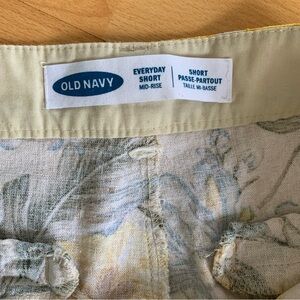 OLD NAVY
EVERYDAY
SHORT
MID-RISE
SHORT
PASSE-PARTOUT
TAILLE MI-BASSE